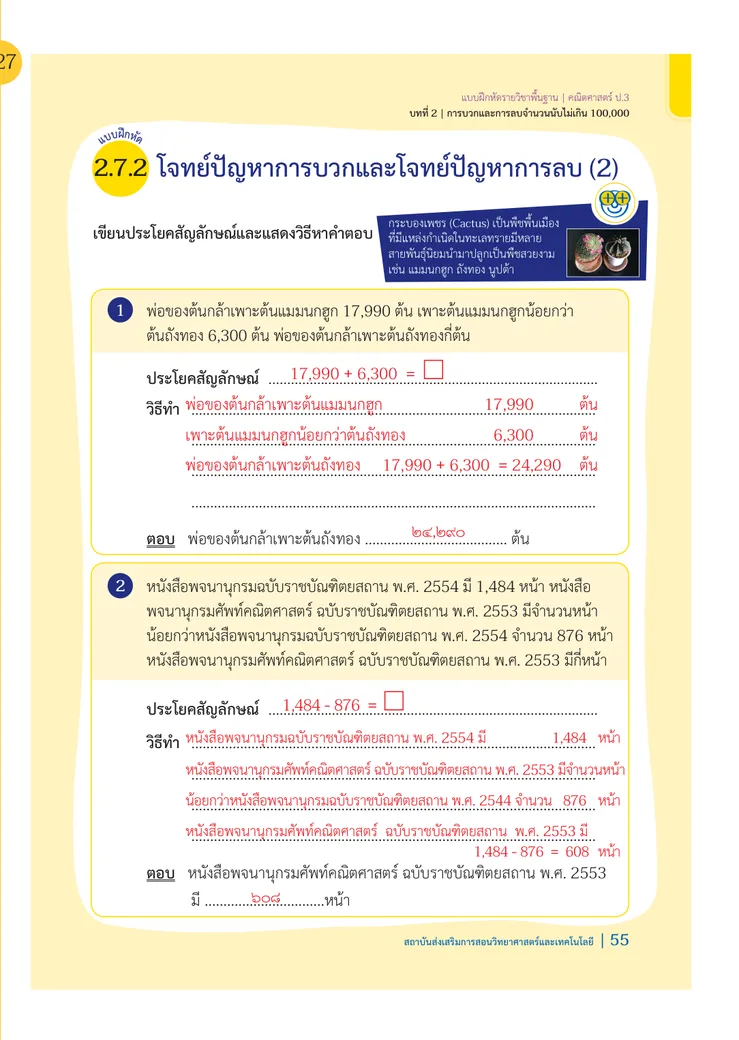 27
แบบฝึกหัดรายวิชาพื้นฐาน | คณิตศาสตร์ ป.3
บทที่ 2 | การบวกและการลบจำนวนนับไม่เกิน 100,000
แบบฝึกหัด
2.7.2 โจทย์ปัญหาการบวกและโจทย์ปัญหาการลบ (2)
เขียนประโยคสัญลักษณ์และแสดงวิธีหาคำตอบ
กระบองเพชร (Cactus) เป็นพืชพื้นเมือง
ที่มีแหล่งกำเนิดในทะเลทรายมีหลาย
สายพันธุ์นิยมนำมาปลูกเป็นพืชสวยงาม
เช่น แมมนกฮูก ถังทอง นูปต้า
1 พ่อของต้นกล้าเพาะต้นแมมนกฮูก 17,990 ต้น เพาะต้นแมมนกฮูกน้อยกว่า
ต้นถังทอง 6,300 ต้น พ่อของต้นกล้าเพาะต้นถังทองกี่ต้น
ประโยคสัญลักษณ์ 17,990 + 6,300 = □
วิธีทำ พ่อของต้นกล้าเพาะต้นแมมนกฮูก 17,990 ต้น
เพาะต้นแมมนกฮูกน้อยกว่าต้นถังทอง 6,300 ต้น
พ่อของต้นกล้าเพาะต้นถังทอง 17,990 + 6,300 = 24,290 ต้น
ตอบ พ่อของต้นกล้าเพาะต้นถังทอง ๒๔,๒๙๐ ต้น
2 หนังสือพจนานุกรมฉบับราชบัณฑิตยสถาน พ.ศ. 2554 มี 1,484 หน้า หนังสือ
พจนานุกรมศัพท์คณิตศาสตร์ ฉบับราชบัณฑิตยสถาน พ.ศ. 2553 มีจำนวนหน้า
น้อยกว่าหนังสือพจนานุกรมฉบับราชบัณฑิตยสถาน พ.ศ. 2554 จำนวน 876 หน้า
หนังสือพจนานุกรมศัพท์คณิตศาสตร์ ฉบับราชบัณฑิตยสถาน พ.ศ. 2553 มีกี่หน้า
ประโยคสัญลักษณ์ 1,484 - 876 = □
วิธีทำ หนังสือพจนานุกรมฉบับราชบัณฑิตยสถาน พ.ศ. 2554 มี 1,484 หน้า
หนังสือพจนานุกรมศัพท์คณิตศาสตร์ ฉบับราชบัณฑิตยสถาน พ.ศ. 2553 มีจำนวนหน้า
น้อยกว่าหนังสือพจนานุกรมฉบับราชบัณฑิตยสถาน พ.ศ. 2544 จำนวน 876 หน้า
หนังสือพจนานุกรมศัพท์คณิตศาสตร์ ฉบับราชบัณฑิตยสถาน พ.ศ. 2553 มี
1,484 - 876 = 608 หน้า
ตอบ หนังสือพจนานุกรมศัพท์คณิตศาสตร์ ฉบับราชบัณฑิตยสถาน พ.ศ. 2553
มี ๖๐๘ หน้า
สถาบันส่งเสริมการสอนวิทยาศาสตร์และเทคโนโลยี | 55